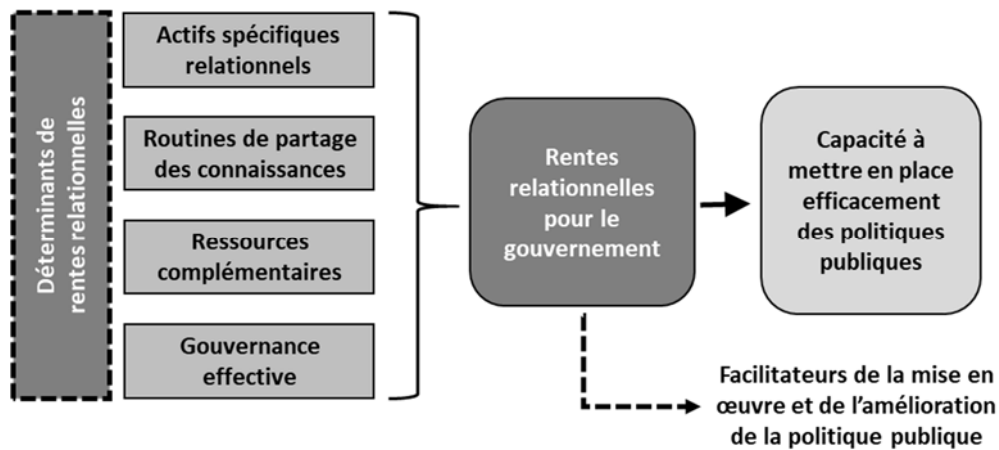 Déterminants de
rentes relationnelles
Actifs spécifiques
relationnels
Routines de partage
des connaissances
Ressources
complémentaires
Gouvernance
effective
Rentes
relationnelles
pour le
gouvernement
Capacité à
mettre en place
efficacement
des politiques
publiques
Facilitateurs de la mise en
œuvre et de l’amélioration
de la politique publique